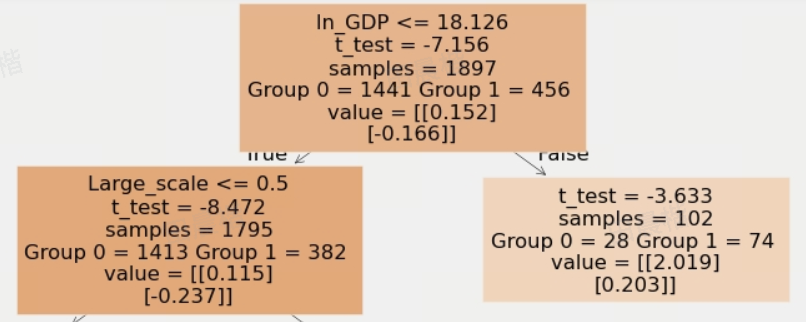 ln_GDP <= 18.126
t_test = -7.156
samples = 1897
Group 0 = 1441 Group 1 = 456
value = [[0.152]
[-0.166]]
True
False
Large_scale <= 0.5
t_test = -8.472
samples = 1795
Group 0 = 1413 Group 1 = 382
value = [[0.115]
[-0.237]]
t_test = -3.633
samples = 102
Group 0 = 28 Group 1 = 74
value = [[2.019]
[0.203]]